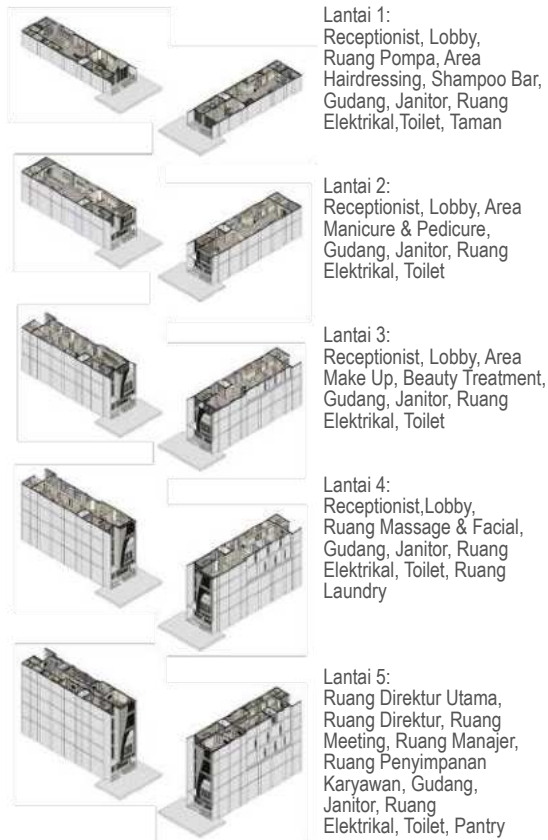 Lantai 1:
Receptionist, Lobby,
Ruang Pompa, Area
Hairdressing, Shampoo Bar,
Gudang, Janitor, Ruang
Elektrikal,Toilet, Taman
Lantai 2:
Receptionist, Lobby, Area
Manicure & Pedicure,
Gudang, Janitor, Ruang
Elektrikal, Toilet
Lantai 3:
Receptionist, Lobby, Area
Make Up, Beauty Treatment,
Gudang, Janitor, Ruang
Elektrikal, Toilet
Lantai 4:
Receptionist,Lobby,
Ruang Massage & Facial,
Gudang, Janitor, Ruang
Elektrikal, Toilet, Ruang
Laundry
Lantai 5:
Ruang Direktur Utama,
Ruang Direktur, Ruang
Meeting, Ruang Manajer,
Ruang Penyimpanan
Karyawan, Gudang,
Janitor, Ruang
Elektrikal, Toilet, Pantry